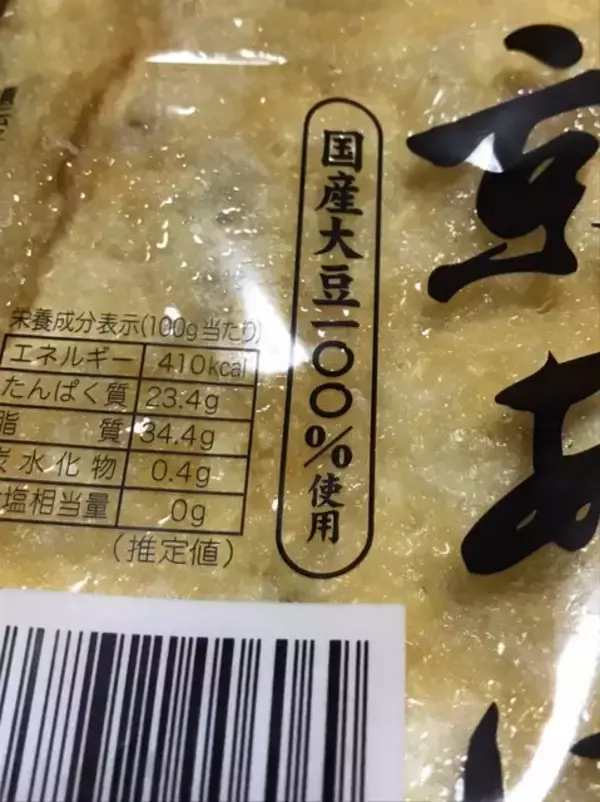 国産大豆一〇〇%使用
栄養成分表示(100g当たり)
エネルギー 410kcal
たんぱく質 23.4g
脂質 34.4g
炭水化物 0.4g
塩相当量 0g
(推定値)
豆
あ